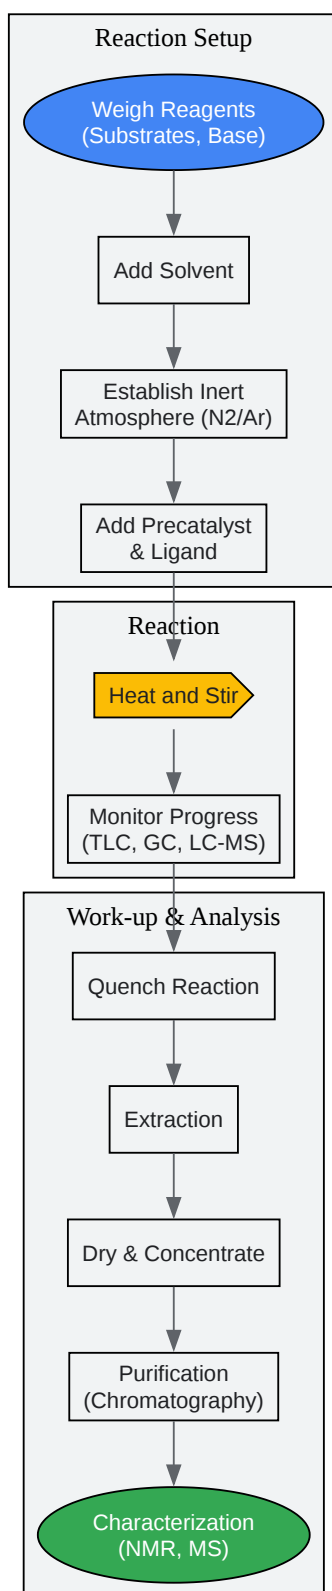 Reaction Setup
Weigh Reagents
(Substrates, Base)
Add Solvent
Establish Inert
Atmosphere (N2/Ar)
Add Precatalyst
& Ligand
Reaction
Heat and Stir
Monitor Progress
(TLC, GC, LC-MS)
Work-up & Analysis
Quench Reaction
Extraction
Dry & Concentrate
Purification
(Chromatography)
Characterization
(NMR, MS)